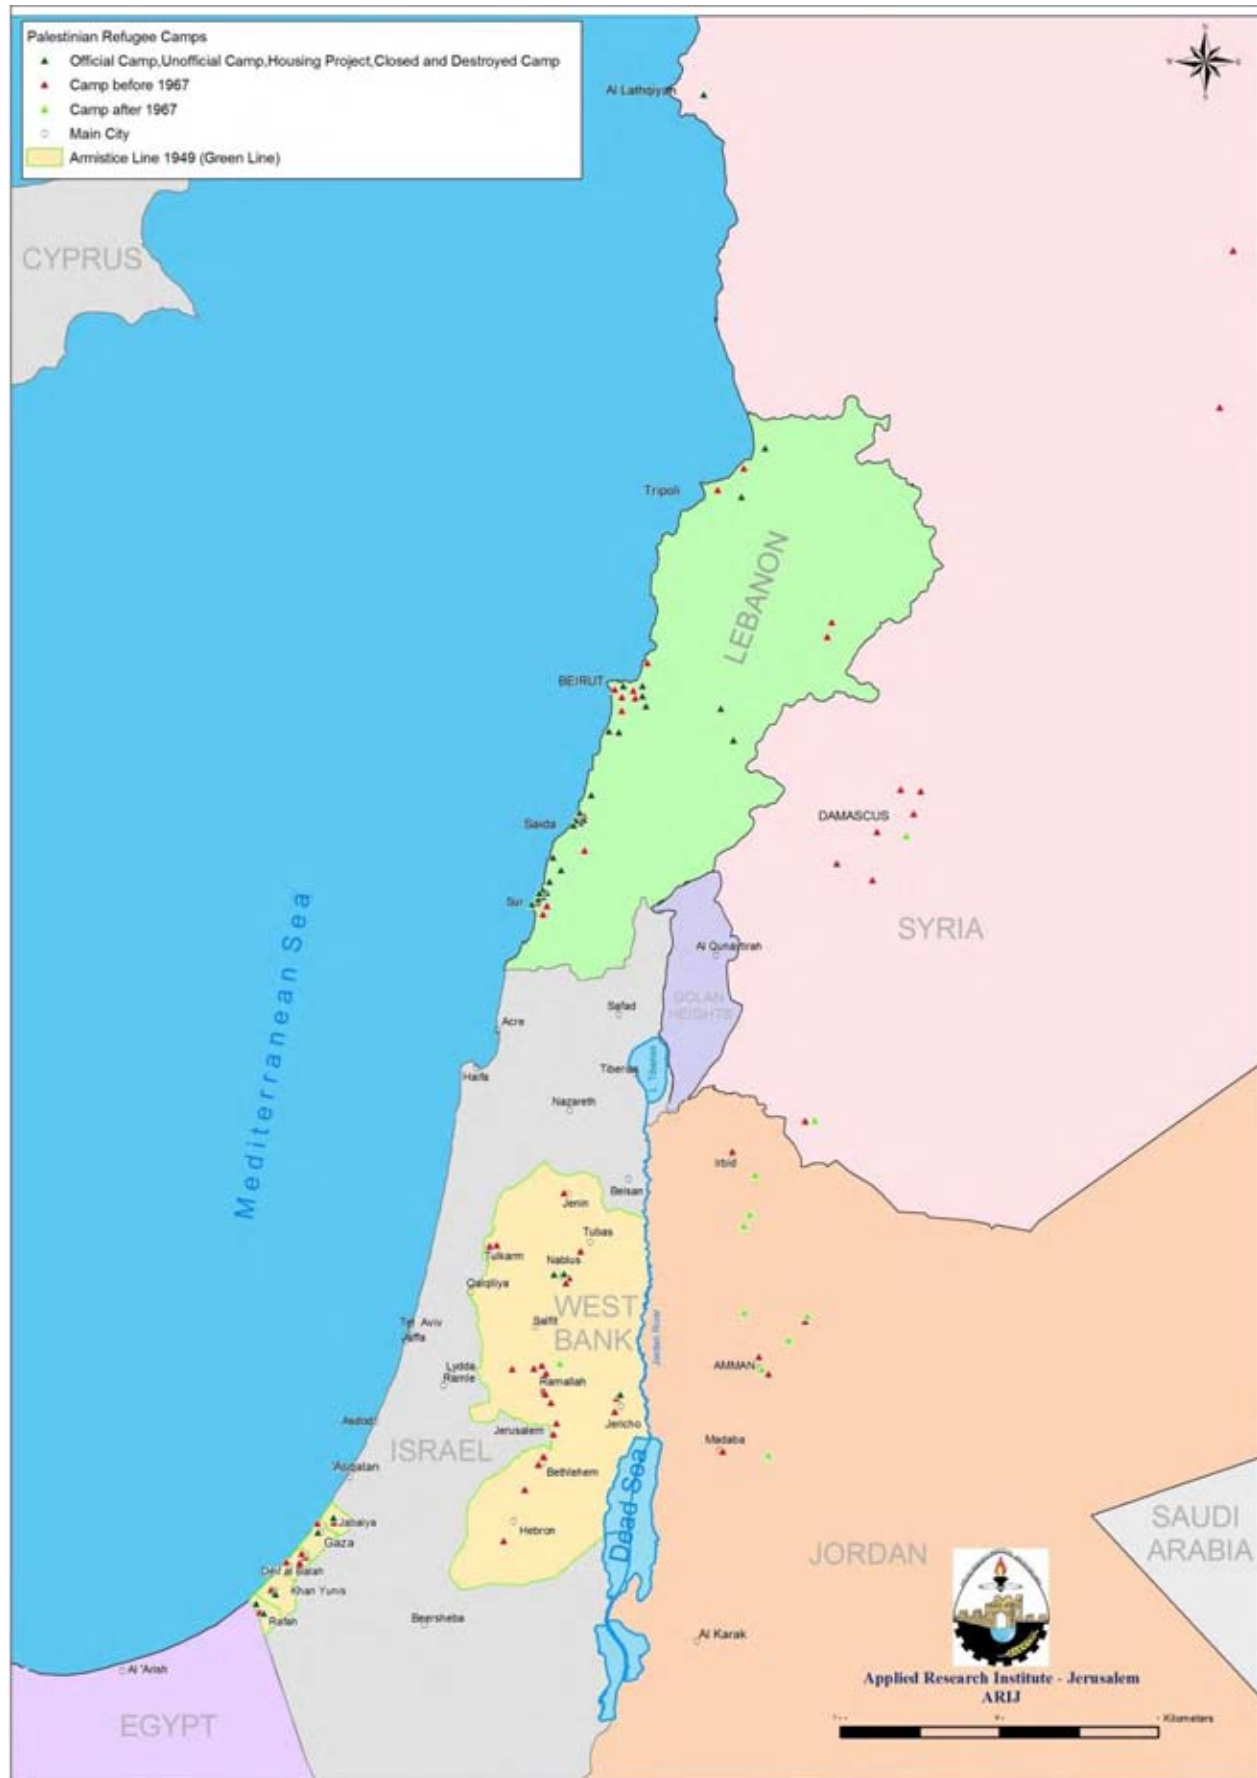 Palestinian Refugee Camps
Official Camp,Unofficial Camp,Housing Project,Closed and Destroyed Camp
Camp before 1967
Camp after 1967
Main City
Armistice Line 1949 (Green Line)
Al Lathqiyah
CYPRUS
Tripoli
LEBANON
BEIRUT
DAMASCUS
Saida
Sur
SYRIA
Mediterranean Sea
Al Qunaytirah
GOLAN
HEIGHTS
Safad
Acre
Tiberias
L. Tiberias
Haifa
Nazareth
Irbid
Beisan
Jenin
Tubas
Tulkarm
Nablus
Qalqiliya
WEST
BANK
Salfit
Jordan River
Tel Aviv
Jaffa
Lydda
Ramle
Ramallah
AMMAN
Asdod
Jericho
Jerusalem
Madaba
ISRAEL
'Asqalan
Bethlehem
Dead Sea
Jabalya
Hebron
Gaza
SAUDI
ARABIA
JORDAN
Deir al Balah
Khan Yunis
Rafah
Beersheba
Al Karak
Al 'Arish
EGYPT
Applied Research Institute - Jerusalem
ARIJ
Kilometers